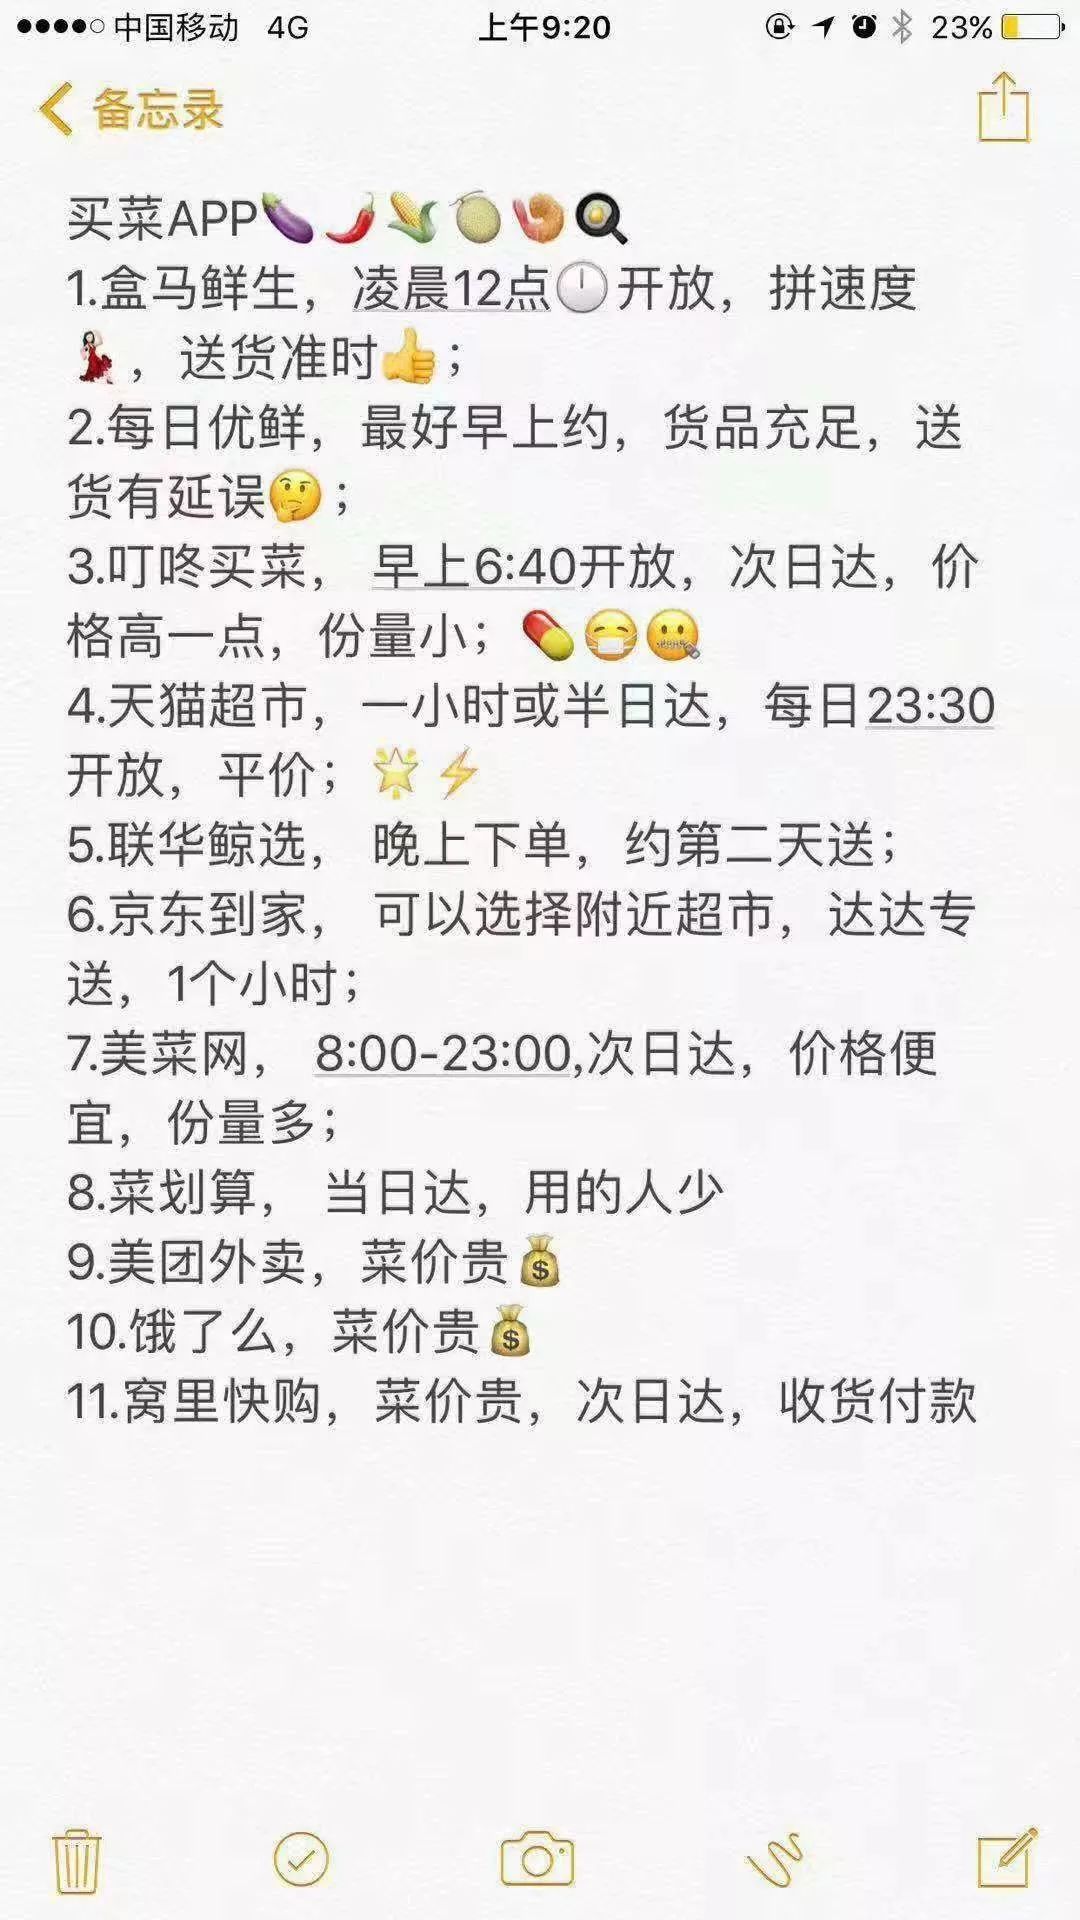 中国移动 4G 上午9:20 23%
备忘录
买菜APP🍆🌶️🌽🍈🍤🍳
1.盒马鲜生，凌晨12点🕛开放，拼速度
💃，送货准时👍；
2.每日优鲜，最好早上约，货品充足，送
货有延误🤔；
3.叮咚买菜， 早上6:40开放，次日达，价
格高一点，份量小；💊😷🤐
4.天猫超市，一小时或半日达，每日23:30
开放，平价；🌟⚡
5.联华鲸选， 晚上下单，约第二天送；
6.京东到家， 可以选择附近超市，达达专
送，1个小时；
7.美菜网， 8:00-23:00,次日达，价格便
宜，份量多；
8.菜划算， 当日达，用的人少
9.美团外卖，菜价贵💰
10.饿了么，菜价贵💰
11.窝里快购，菜价贵，次日达，收货付款